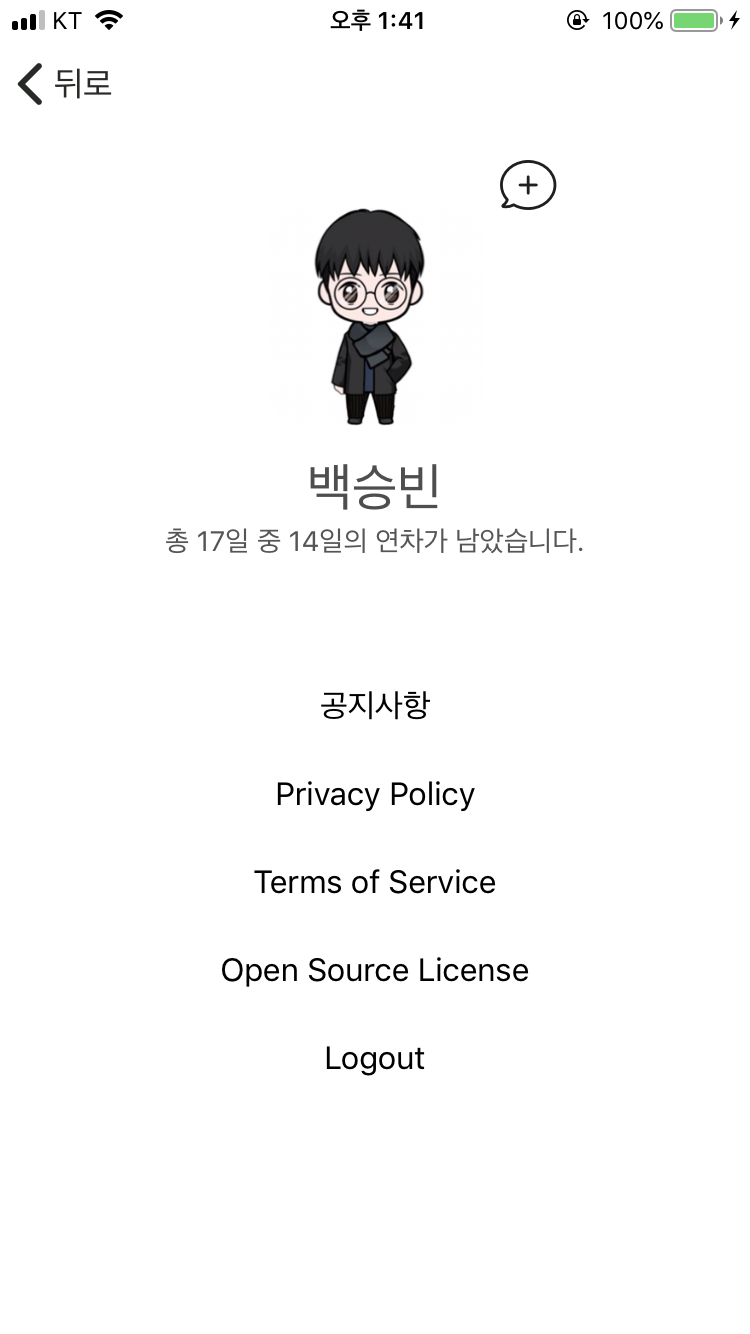 KT 오후 1:41 100%
뒤로
백승빈
총 17일 중 14일의 연차가 남았습니다.
공지사항
Privacy Policy
Terms of Service
Open Source License
Logout